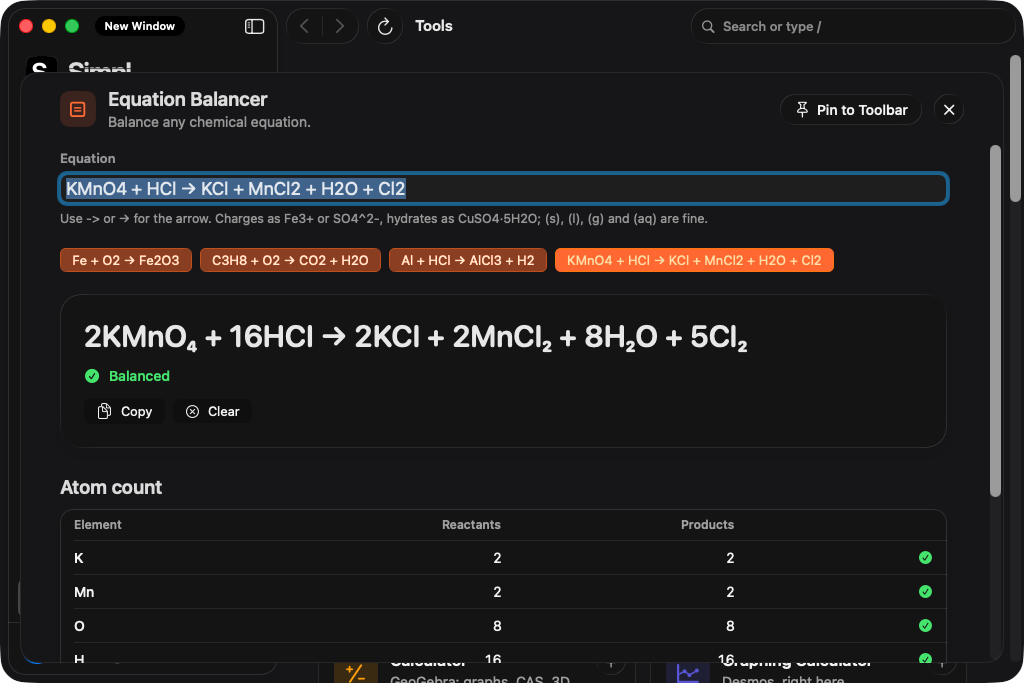 New Window
Tools
Search or type /
Simpl
Equation Balancer
Balance any chemical equation.
Pin to Toolbar
Equation
KMnO4 + HCl → KCl + MnCl2 + H2O + Cl2
Use -> or → for the arrow. Charges as Fe3+ or SO4^2-, hydrates as CuSO4·5H2O; (s), (l), (g) and (aq) are fine.
Fe + O2 → Fe2O3
C3H8 + O2 → CO2 + H2O
Al + HCl → AlCl3 + H2
KMnO4 + HCl → KCl + MnCl2 + H2O + Cl2
2KMnO₄ + 16HCl → 2KCl + 2MnCl₂ + 8H₂O + 5Cl₂
Balanced
Copy
Clear
Atom count
Element Reactants Products
K 2 2
Mn 2 2
O 8 8
H 16 16
Calculator
GeoGebra: graphs, CAS, 3D
Graphing Calculator
Desmos, right here